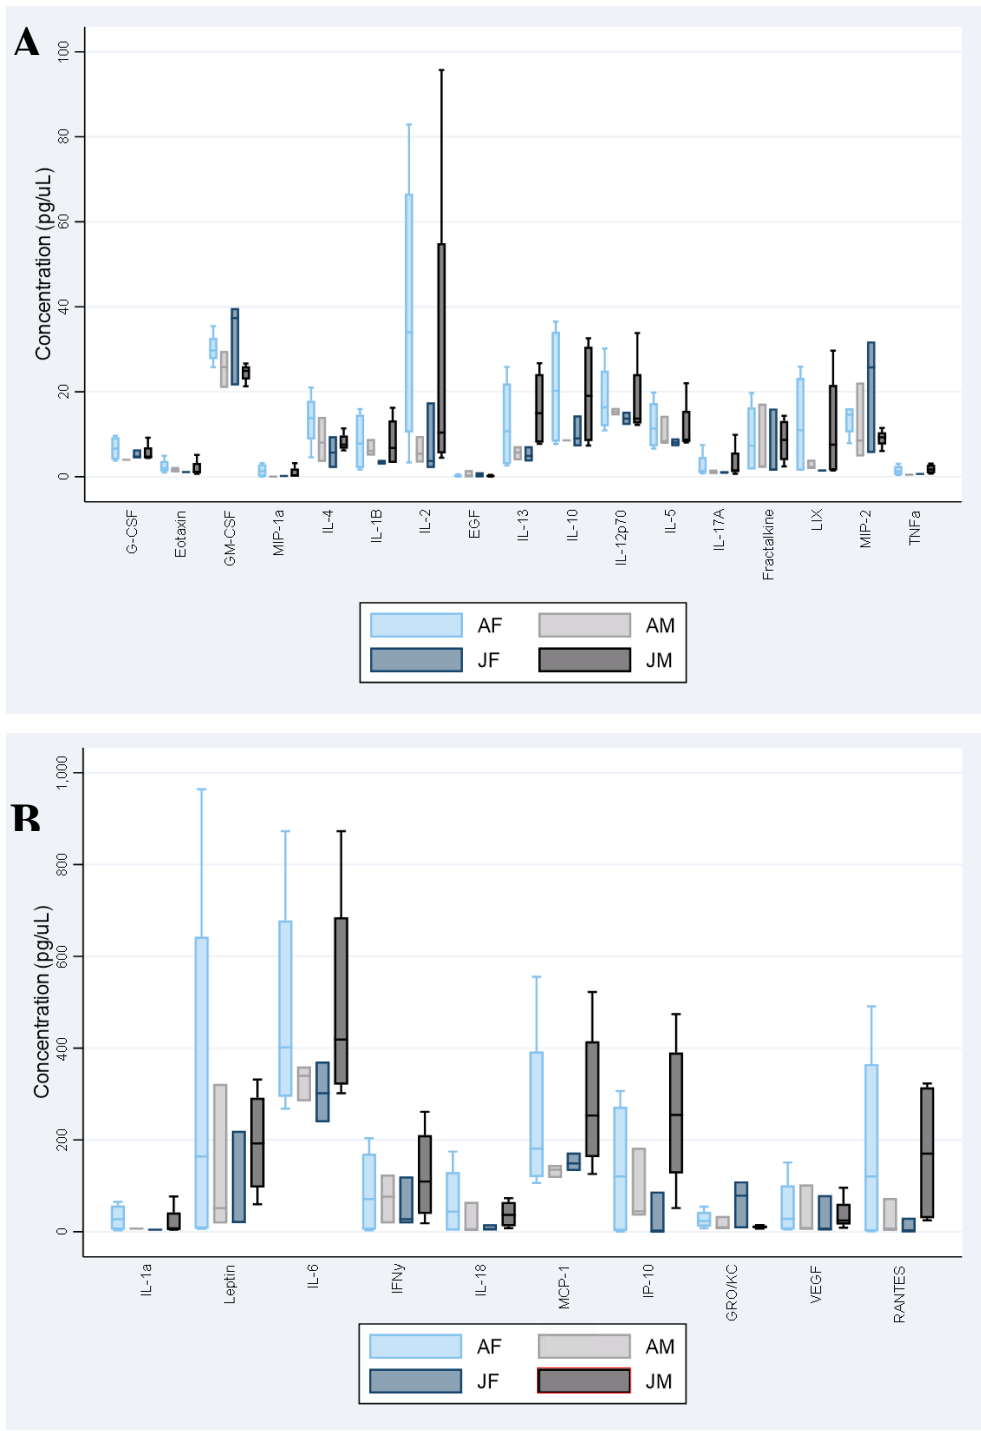 A
Concentration (pg/uL)
100
80
60
40
20
0
G-CSF
Eotaxin
GM-CSF
MIP-1a
IL-4
IL-1B
IL-2
EGF
IL-13
IL-10
IL-12p70
IL-5
IL-17A
Fractalkine
LIX
MIP-2
TNFa
AF
AM
JF
JM
B
Concentration (pg/uL)
1,000
800
600
400
200
0
IL-1a
Leptin
IL-6
IFNy
IL-18
MCP-1
IP-10
GRO/KC
VEGF
RANTES
AF
AM
JF
JM